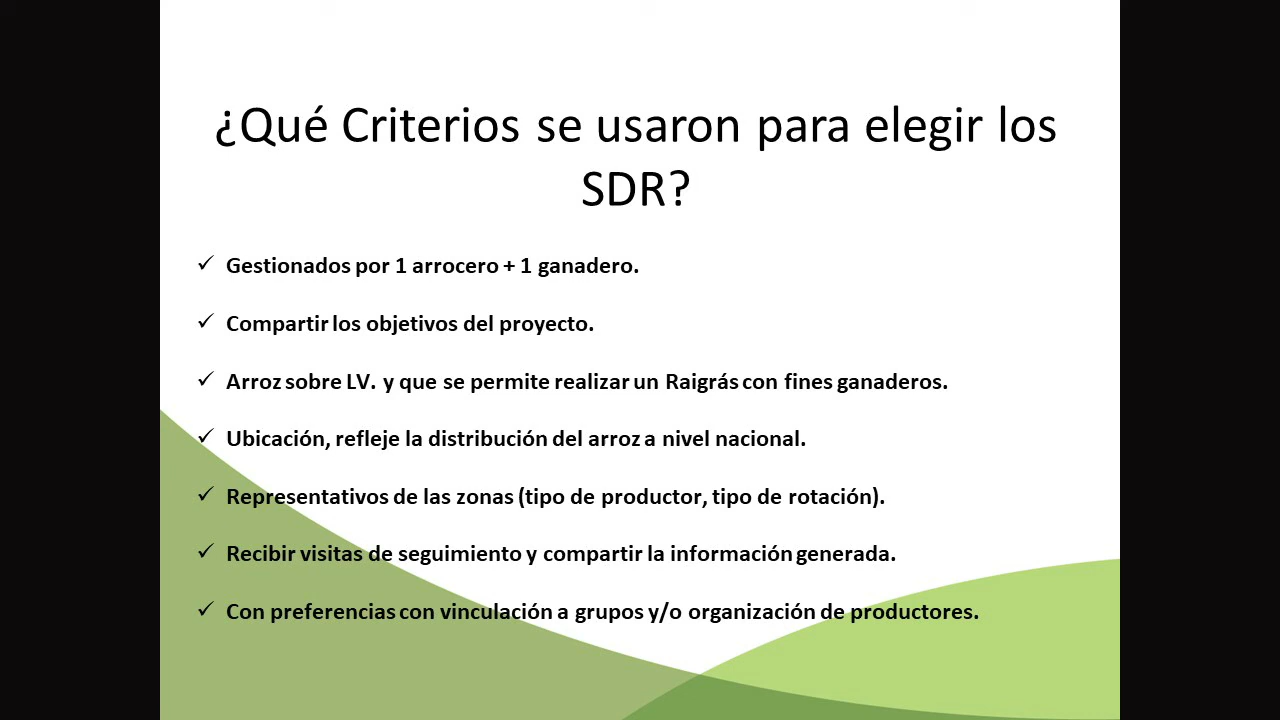 ¿Qué Criterios se usaron para elegir los
SDR?
✓ Gestionados por 1 arrocero + 1 ganadero.
✓ Compartir los objetivos del proyecto.
✓ Arroz sobre LV. y que se permite realizar un Raigrás con fines ganaderos.
✓ Ubicación, refleje la distribución del arroz a nivel nacional.
✓ Representativos de las zonas (tipo de productor, tipo de rotación).
✓ Recibir visitas de seguimiento y compartir la información generada.
✓ Con preferencias con vinculación a grupos y/o organización de productores.